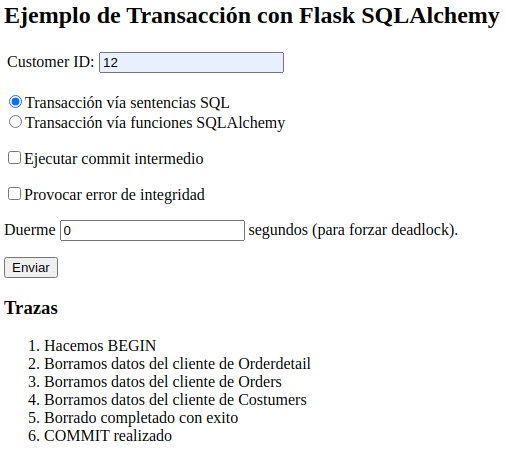 Ejemplo de Transacción con Flask SQLAlchemy
Customer ID: 12
Transacción vía sentencias SQL
Transacción vía funciones SQLAlchemy
Ejecutar commit intermedio
Provocar error de integridad
Duerme 0 segundos (para forzar deadlock).
Enviar
Trazas
1. Hacemos BEGIN
2. Borramos datos del cliente de Orderdetail
3. Borramos datos del cliente de Orders
4. Borramos datos del cliente de Costumers
5. Borrado completado con exito
6. COMMIT realizado